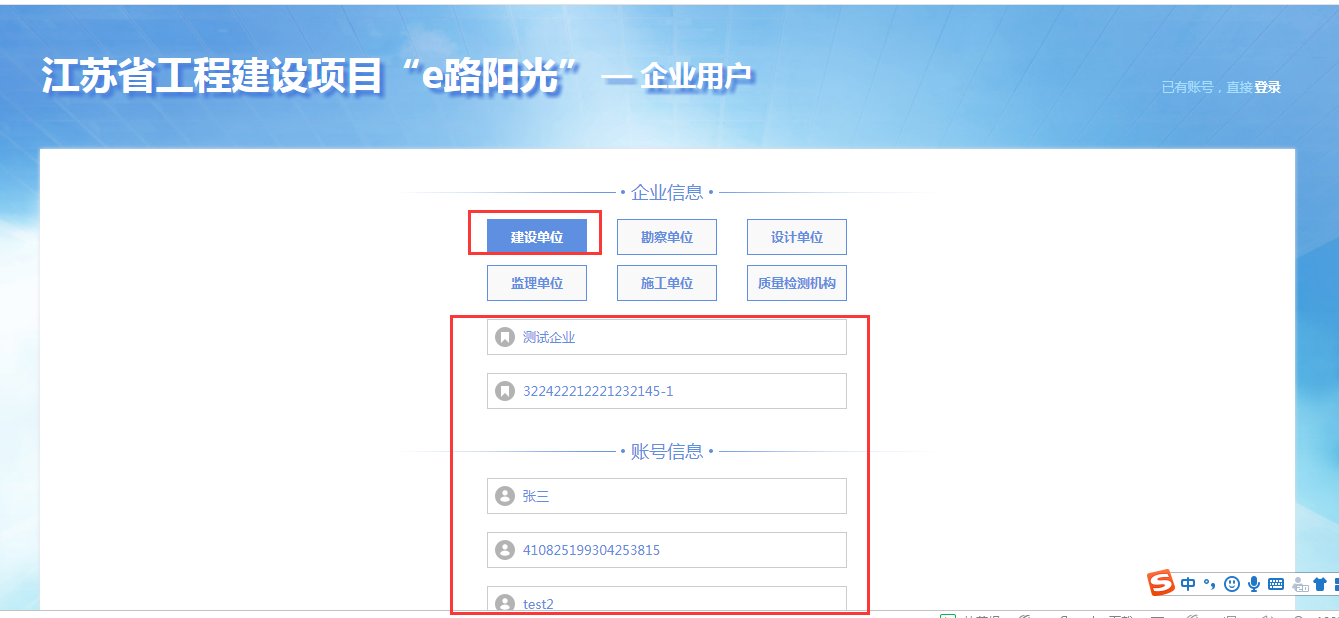 江苏省工程建设项目“e路阳光” — 企业用户
已有账号，直接登录
· 企业信息 ·
建设单位 勘察单位 设计单位
监理单位 施工单位 质量检测机构
测试企业
322422212221232145-1
· 账号信息 ·
张三
410825199304253815
test2
中